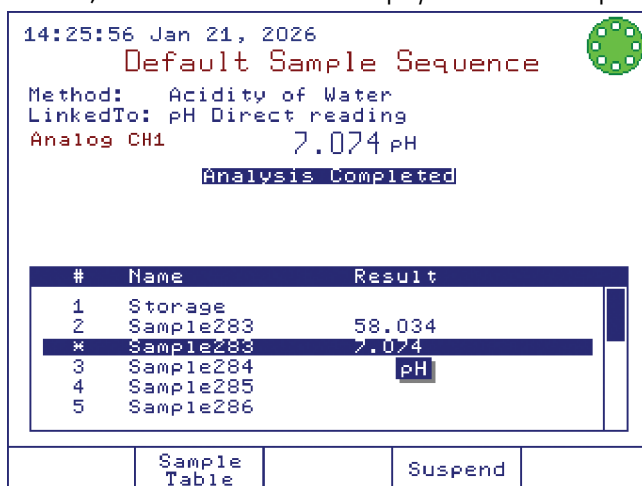 14:25:56 Jan 21, 2026
Default Sample Sequence
Method: Acidity of Water
LinkedTo: pH Direct reading
Analog CH1 7.074 pH
Analysis Completed
# Name Result
1 Storage
2 Sample283 58.034
* Sample283 7.074
3 Sample284 pH
4 Sample285
5 Sample286
Sample Table Suspend